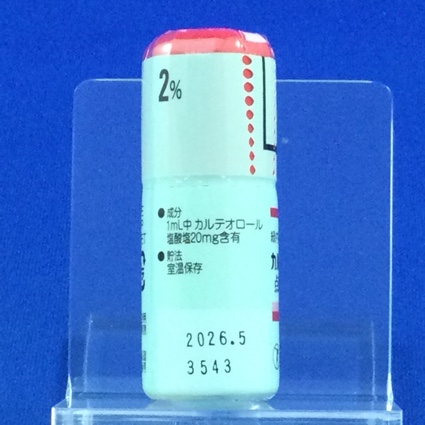 2%
●成分
1mL中 カルテオロール
塩酸塩20mg含有
●貯法
室温保存
2026.5
3543